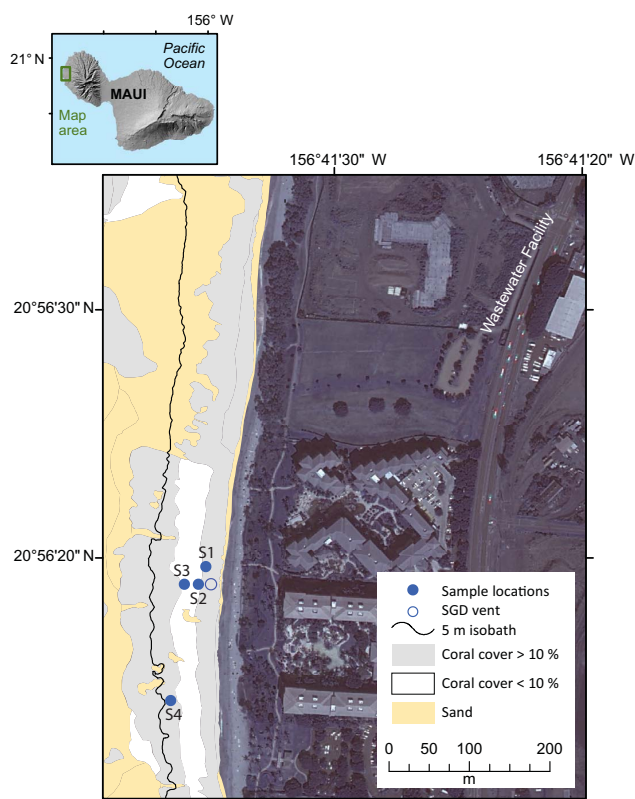 156° W
21° N
Pacific
Ocean
MAUI
Map
area
156°41'30" W
156°41'20" W
Wastewater Facility
20°56'30" N
20°56'20" N
S1
S3
S2
S4
Sample locations
SGD vent
5 m isobath
Coral cover > 10 %
Coral cover < 10 %
Sand
0 50 100 200
m